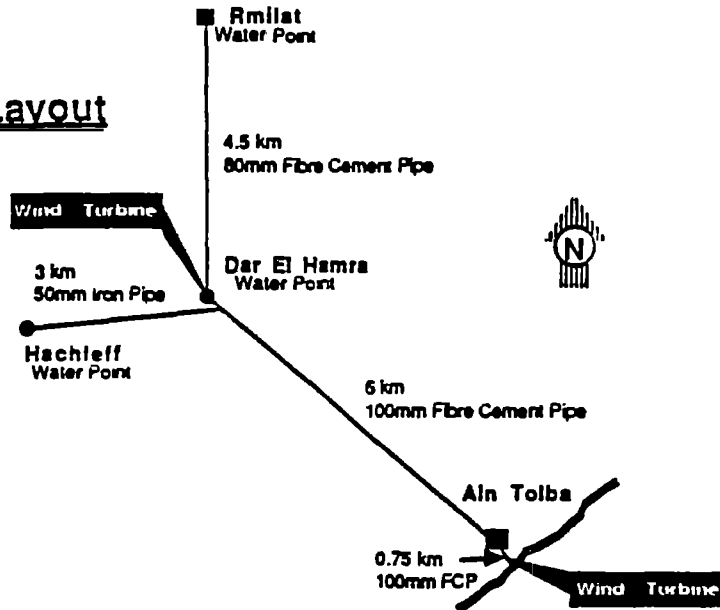 Rmilat
Water Point
Layout
4.5 km
80mm Fibre Cement Pipe
Wind Turbine
N
Dar El Hamra
Water Point
3 km
50mm Iron Pipe
Hachleff
Water Point
6 km
100mm Fibre Cement Pipe
Ain Tolba
0.75 km
100mm FCP
Wind Turbine